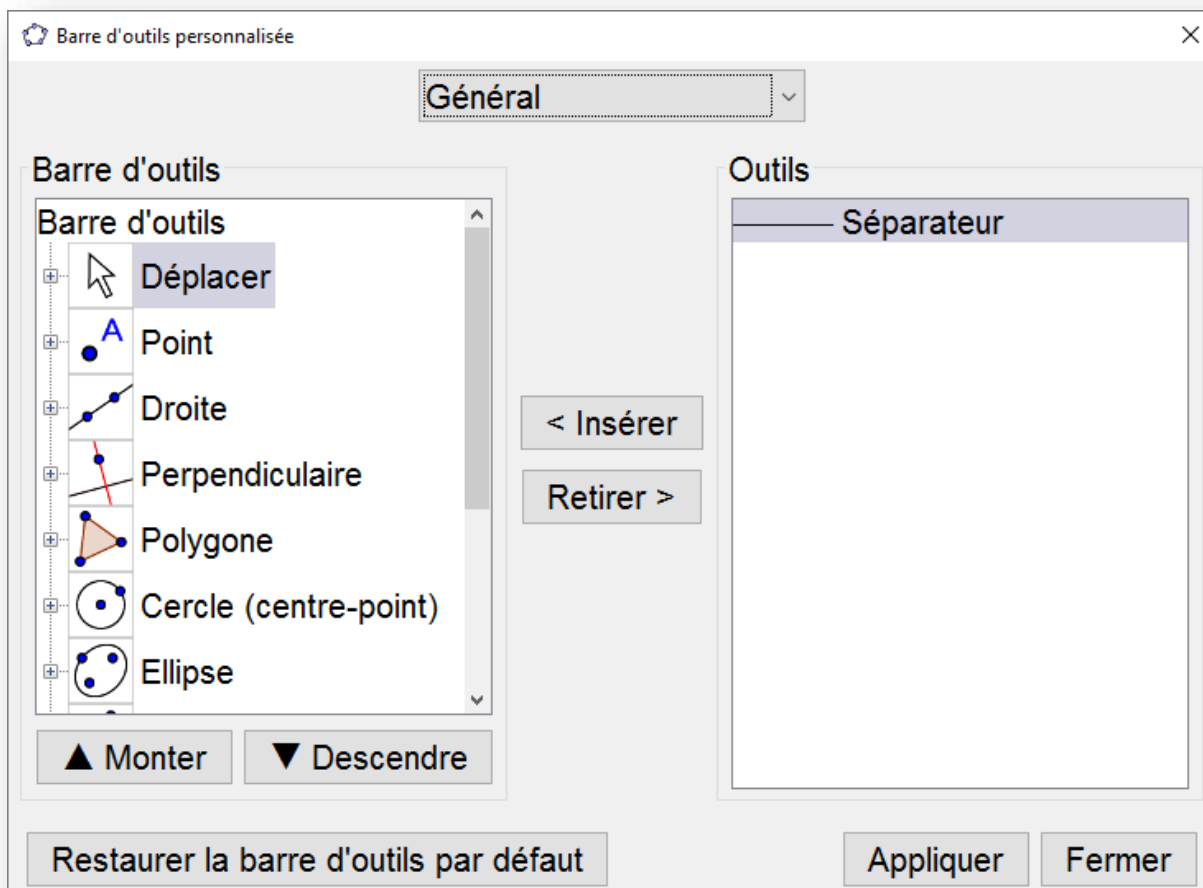 Barre d'outils personnalisée
Général
Barre d'outils
Barre d'outils
Déplacer
A
Point
Droite
Perpendiculaire
Polygone
Cercle (centre-point)
Ellipse
▲ Monter
▼ Descendre
< Insérer
Retirer >
Outils
Séparateur
Restaurer la barre d'outils par défaut
Appliquer
Fermer